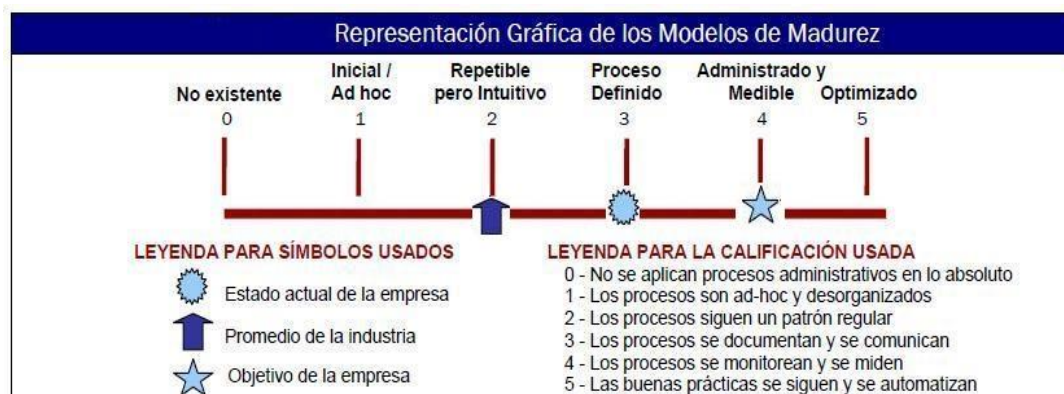 Representación Gráfica de los Modelos de Madurez
No existente
0
Inicial /
Ad hoc
1
Repetible
pero Intuitivo
2
Proceso
Definido
3
Administrado y
Medible
4
Optimizado
5
LEYENDA PARA SÍMBOLOS USADOS
Estado actual de la empresa
Promedio de la industria
Objetivo de la empresa
LEYENDA PARA LA CALIFICACIÓN USADA
0 - No se aplican procesos administrativos en lo absoluto
1 - Los procesos son ad-hoc y desorganizados
2 - Los procesos siguen un patrón regular
3 - Los procesos se documentan y se comunican
4 - Los procesos se monitorean y se miden
5 - Las buenas prácticas se siguen y se automatizan